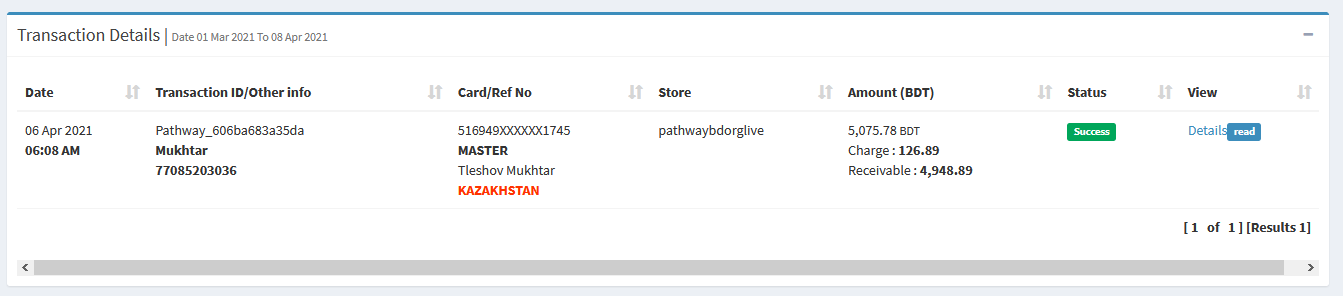 Transaction Details | Date 01 Mar 2021 To 08 Apr 2021
Date Transaction ID/Other info Card/Ref No Store Amount (BDT) Status View
06 Apr 2021 Pathway_606ba683a35da 516949XXXXXX1745 pathwaybdorglive 5,075.78 BDT Success Details read
06:08 AM Mukhtar MASTER Charge : 126.89
77085203036 Tleshov Mukhtar Receivable : 4,948.89
KAZAKHSTAN
[ 1 of 1 ] [Results 1]